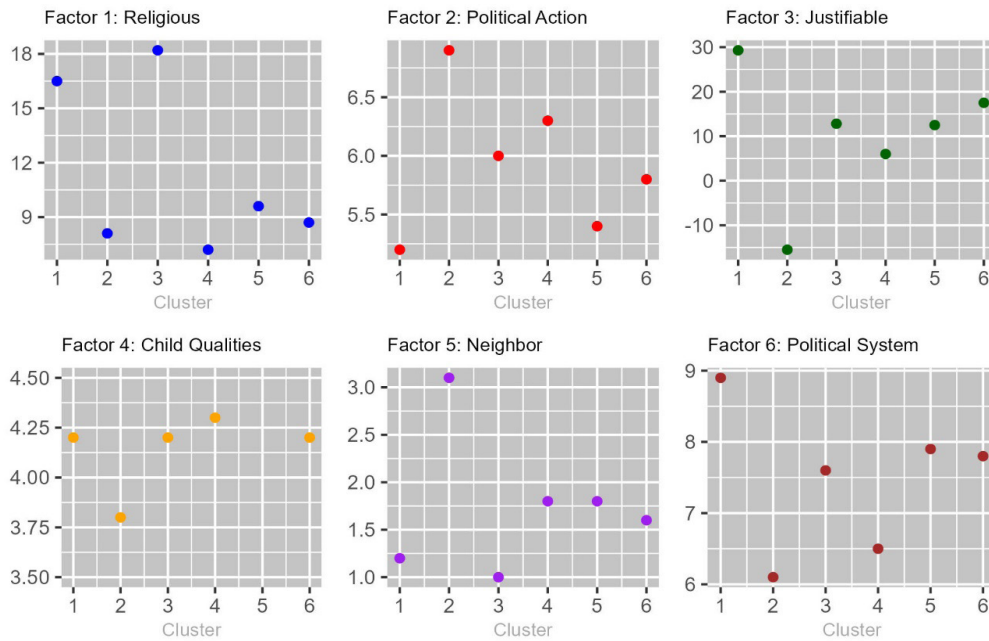 Factor 1: Religious
18
15
12
9
1 2 3 4 5 6
Cluster
Factor 2: Political Action
6.5
6.0
5.5
1 2 3 4 5 6
Cluster
Factor 3: Justifiable
30
20
10
0
-10
1 2 3 4 5 6
Cluster
Factor 4: Child Qualities
4.50
4.25
4.00
3.75
3.50
1 2 3 4 5 6
Cluster
Factor 5: Neighbor
3.0
2.5
2.0
1.5
1.0
1 2 3 4 5 6
Cluster
Factor 6: Political System
9
8
7
6
1 2 3 4 5 6
Cluster